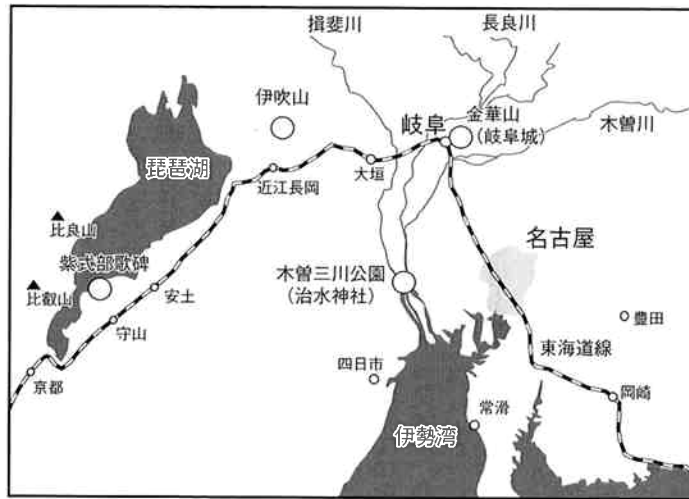 揖斐川
長良川
伊吹山
岐阜
金華山
(岐阜城)
木曽川
琵琶湖
近江長岡
大垣
比良山
紫式部歌碑
比叡山
安土
守山
京都
木曽三川公園
(治水神社)
名古屋
豊田
東海道線
四日市
岡崎
常滑
伊勢湾